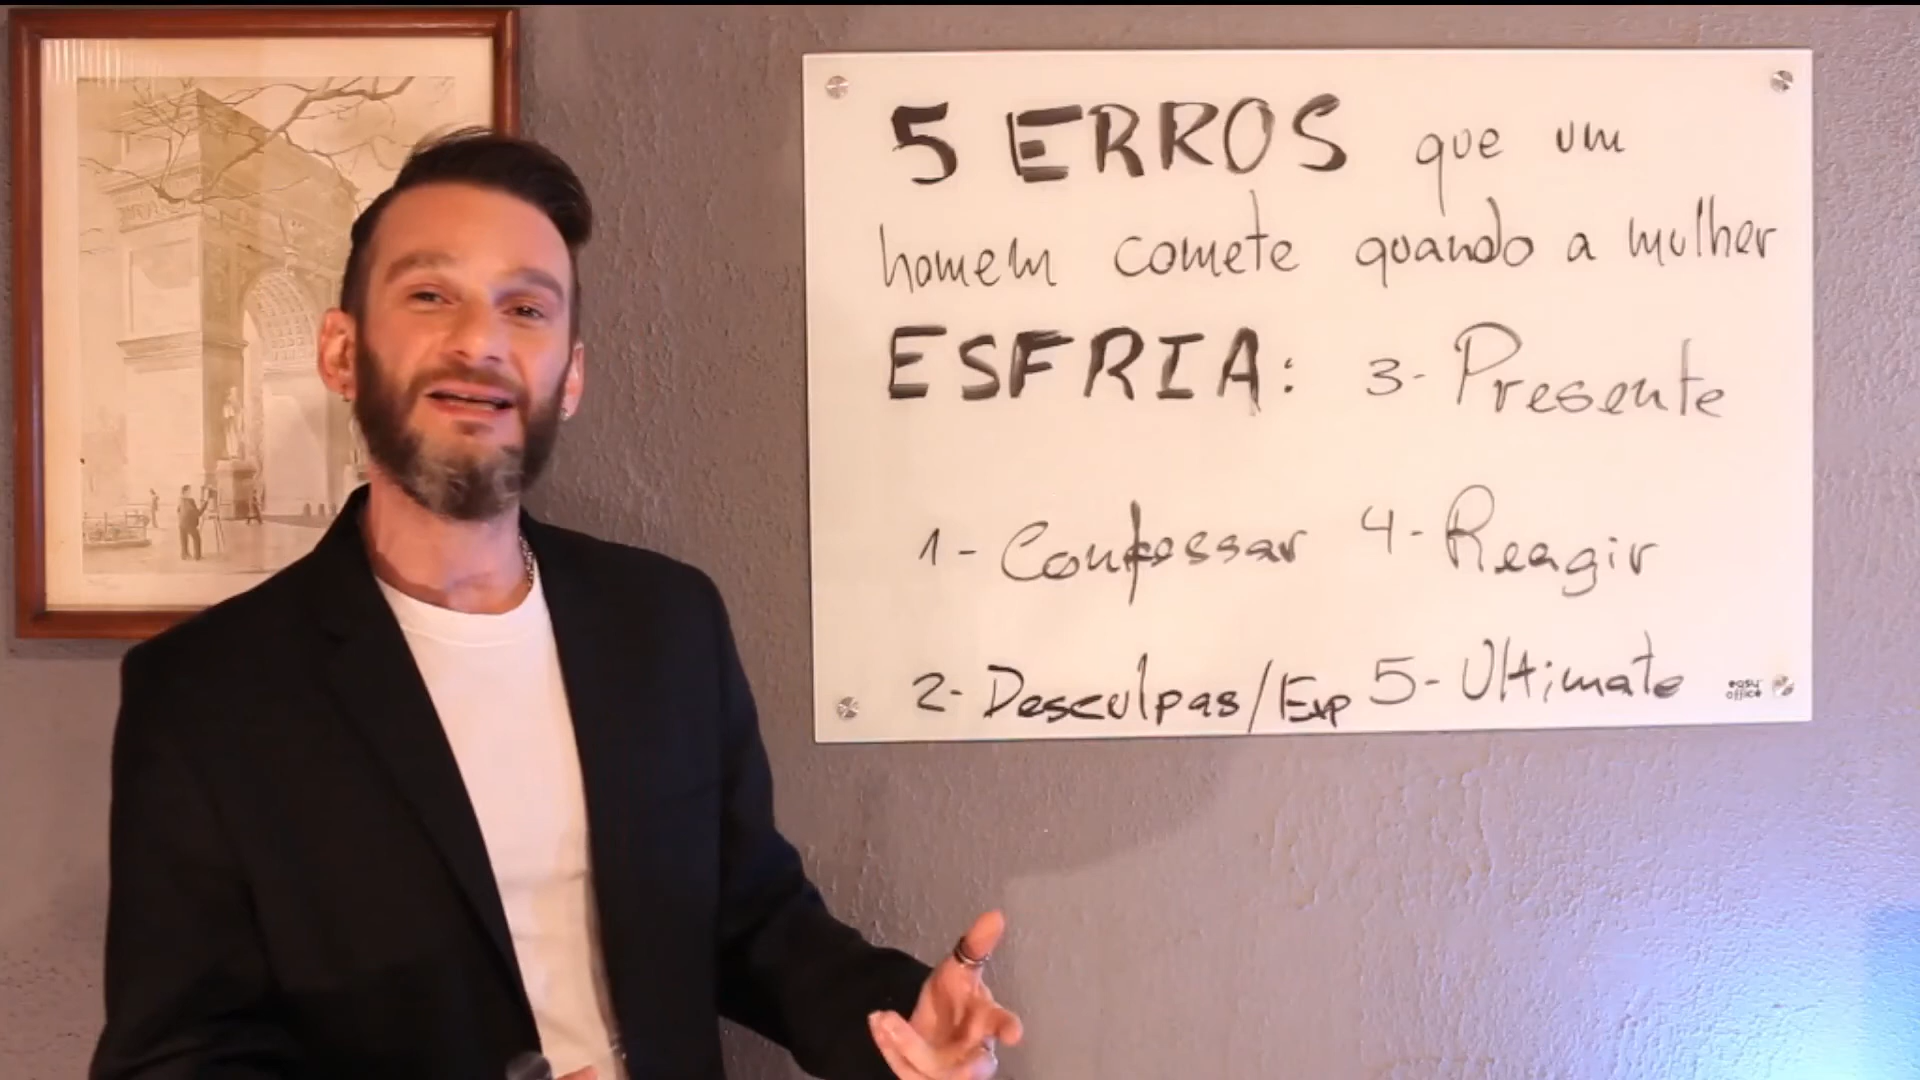 5 ERROS que um
homem comete quando a mulher
ESFRIA: 3- Presente
1- Confessar 4- Reagir
2- Desculpas/Exp 5- Ultimato
easy
office